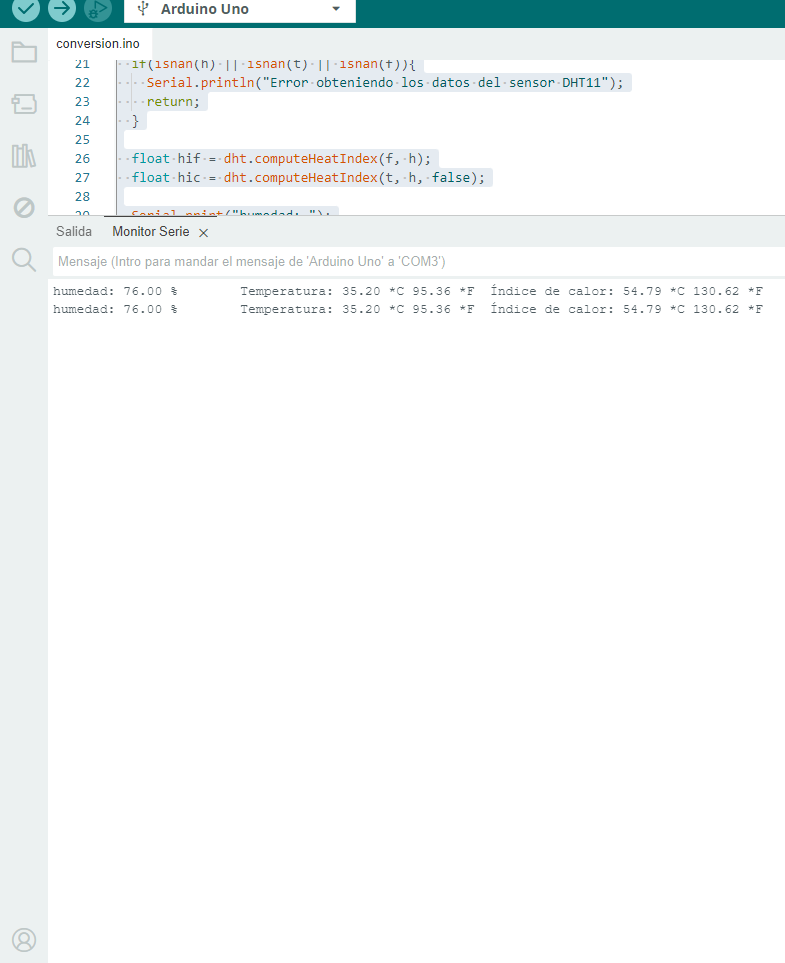 Arduino Uno
conversion.ino
21 if(isnan(h) || isnan(t) || isnan(f)){
22 Serial.println("Error obteniendo los datos del sensor DHT11");
23 return;
24 }
25
26 float hif = dht.computeHeatIndex(f, h);
27 float hic = dht.computeHeatIndex(t, h, false);
28
29 Serial.print("humedad: ");
Salida Monitor Serie
Mensaje (Intro para mandar el mensaje de 'Arduino Uno' a 'COM3')
humedad: 76.00 % Temperatura: 35.20 *C 95.36 *F Índice de calor: 54.79 *C 130.62 *F
humedad: 76.00 % Temperatura: 35.20 *C 95.36 *F Índice de calor: 54.79 *C 130.62 *F